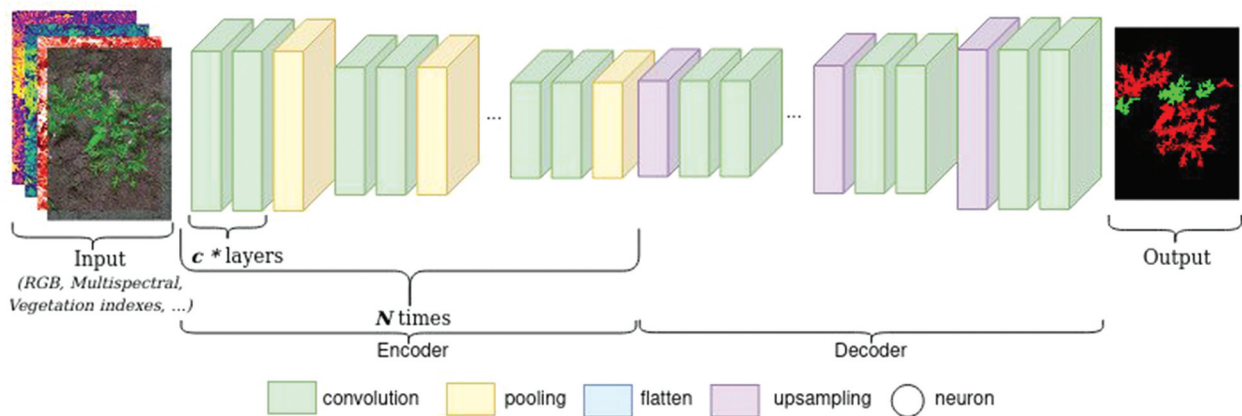 ...
...
c * layers
Input
Output
(RGB, Multispectral,
Vegetation indexes, ...)
N times
Encoder
Decoder
convolution
pooling
flatten
upsampling
neuron